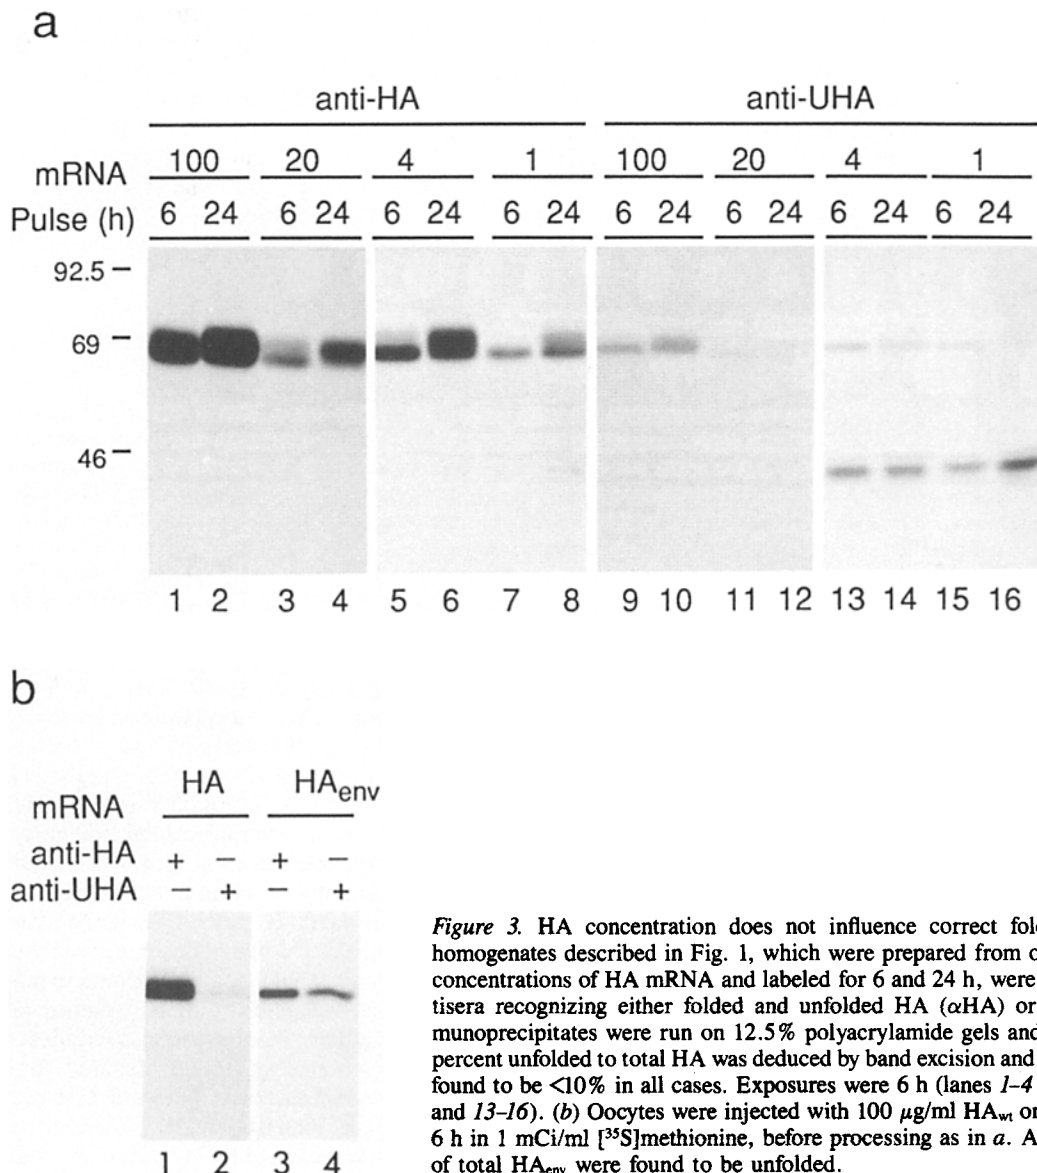 a
anti-HA anti-UHA
mRNA 100 20 4 1 100 20 4 1
Pulse (h) 6 24 6 24 6 24 6 24 6 24 6 24 6 24 6 24
92.5
69
46
1 2 3 4 5 6 7 8 9 10 11 12 13 14 15 16
b
mRNA HA HAenv
anti-HA + − + −
anti-UHA − + − +
1 2 3 4
Figure 3. HA concentration does not influence correct fol
homogenates described in Fig. 1, which were prepared from o
concentrations of HA mRNA and labeled for 6 and 24 h, were
tisera recognizing either folded and unfolded HA (αHA) or
munoprecipitates were run on 12.5% polyacrylamide gels and
percent unfolded to total HA was deduced by band excision and
found to be <10% in all cases. Exposures were 6 h (lanes 1–4
and 13–16). (b) Oocytes were injected with 100 μg/ml HAwt or
6 h in 1 mCi/ml [³⁵S]methionine, before processing as in a. A
of total HAenv were found to be unfolded.